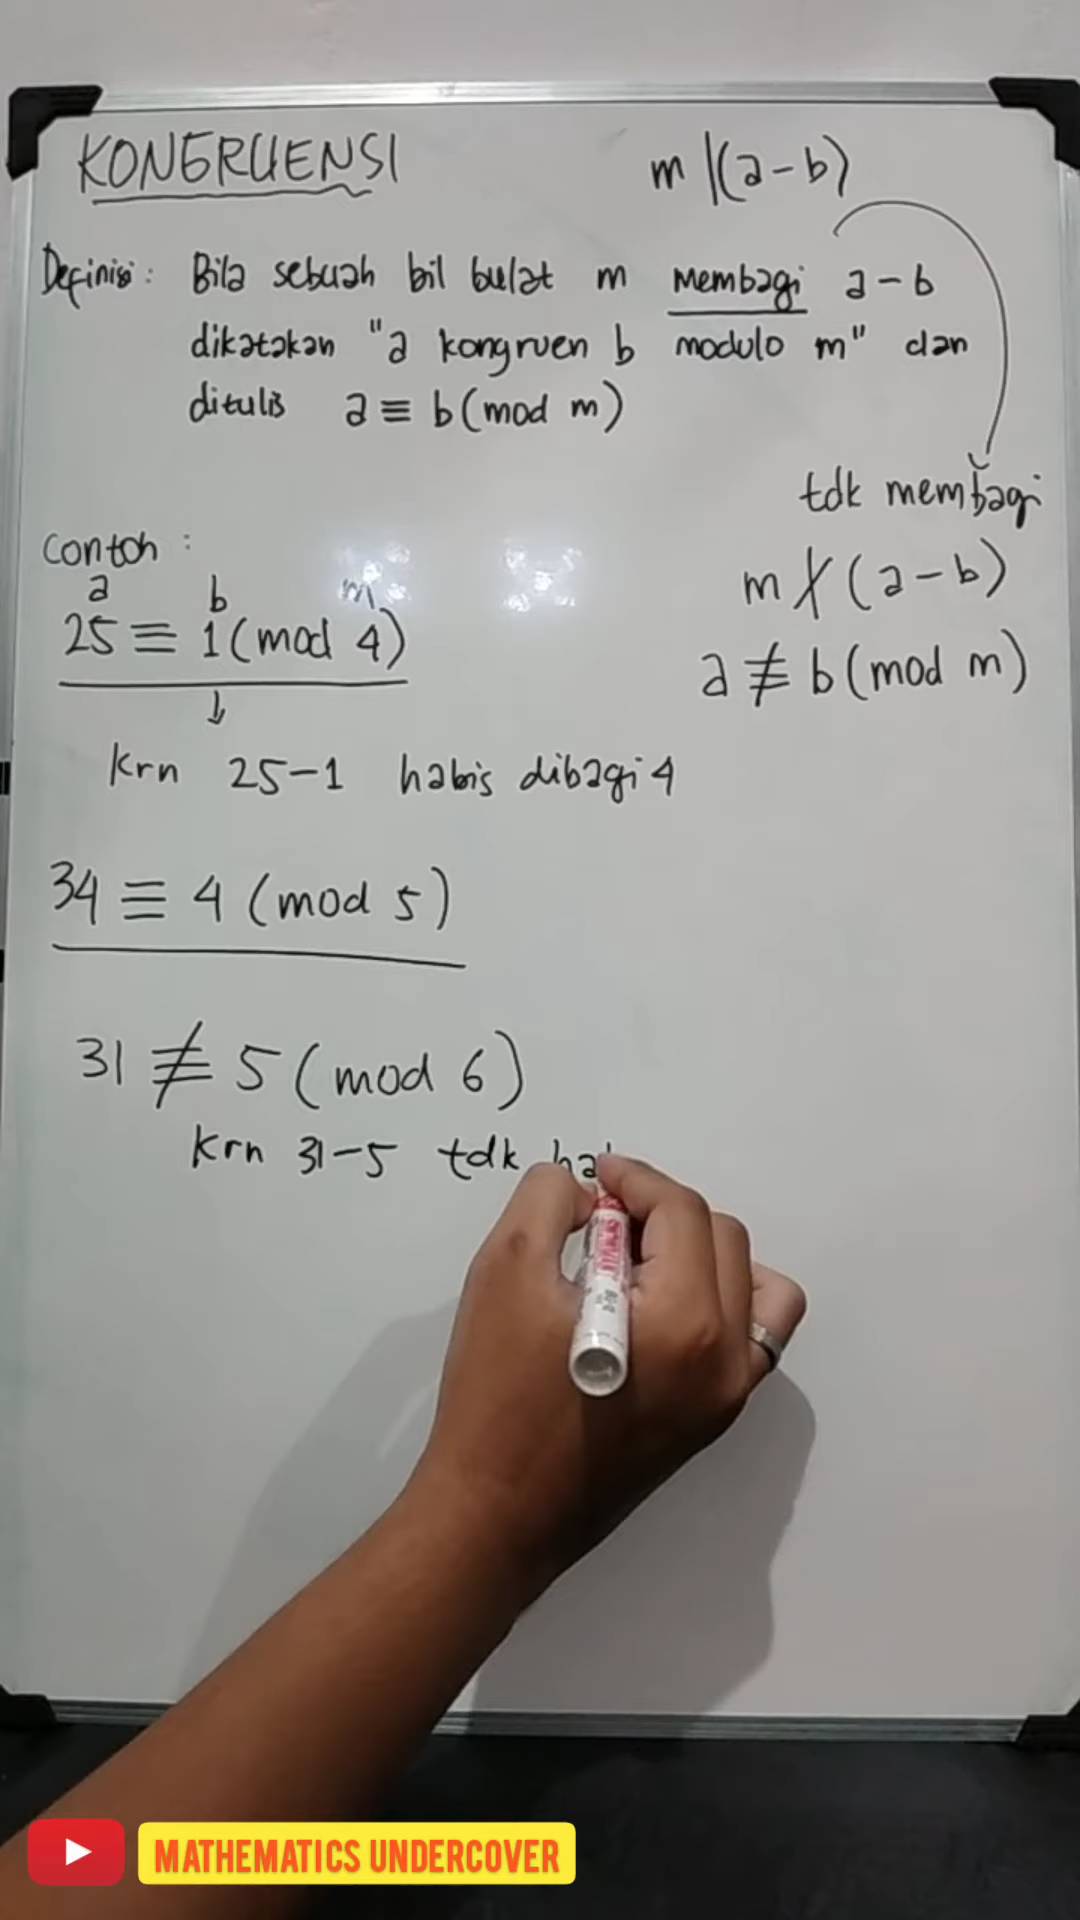 KONGRUENSI
m |(a-b)
Definisi: Bila sebuah bil bulat m membagi a-b
dikatakan "a kongruen b modulo m" dan
ditulis a ≡ b (mod m)
tdk membagi
m ∤ (a-b)
a ≢ b (mod m)
Contoh :
a b m
25 ≡ 1 (mod 4)
↓
krn 25-1 habis dibagi 4
34 ≡ 4 (mod 5)
31 ≢ 5 (mod 6)
krn 31-5 tdk
MATHEMATICS UNDERCOVER